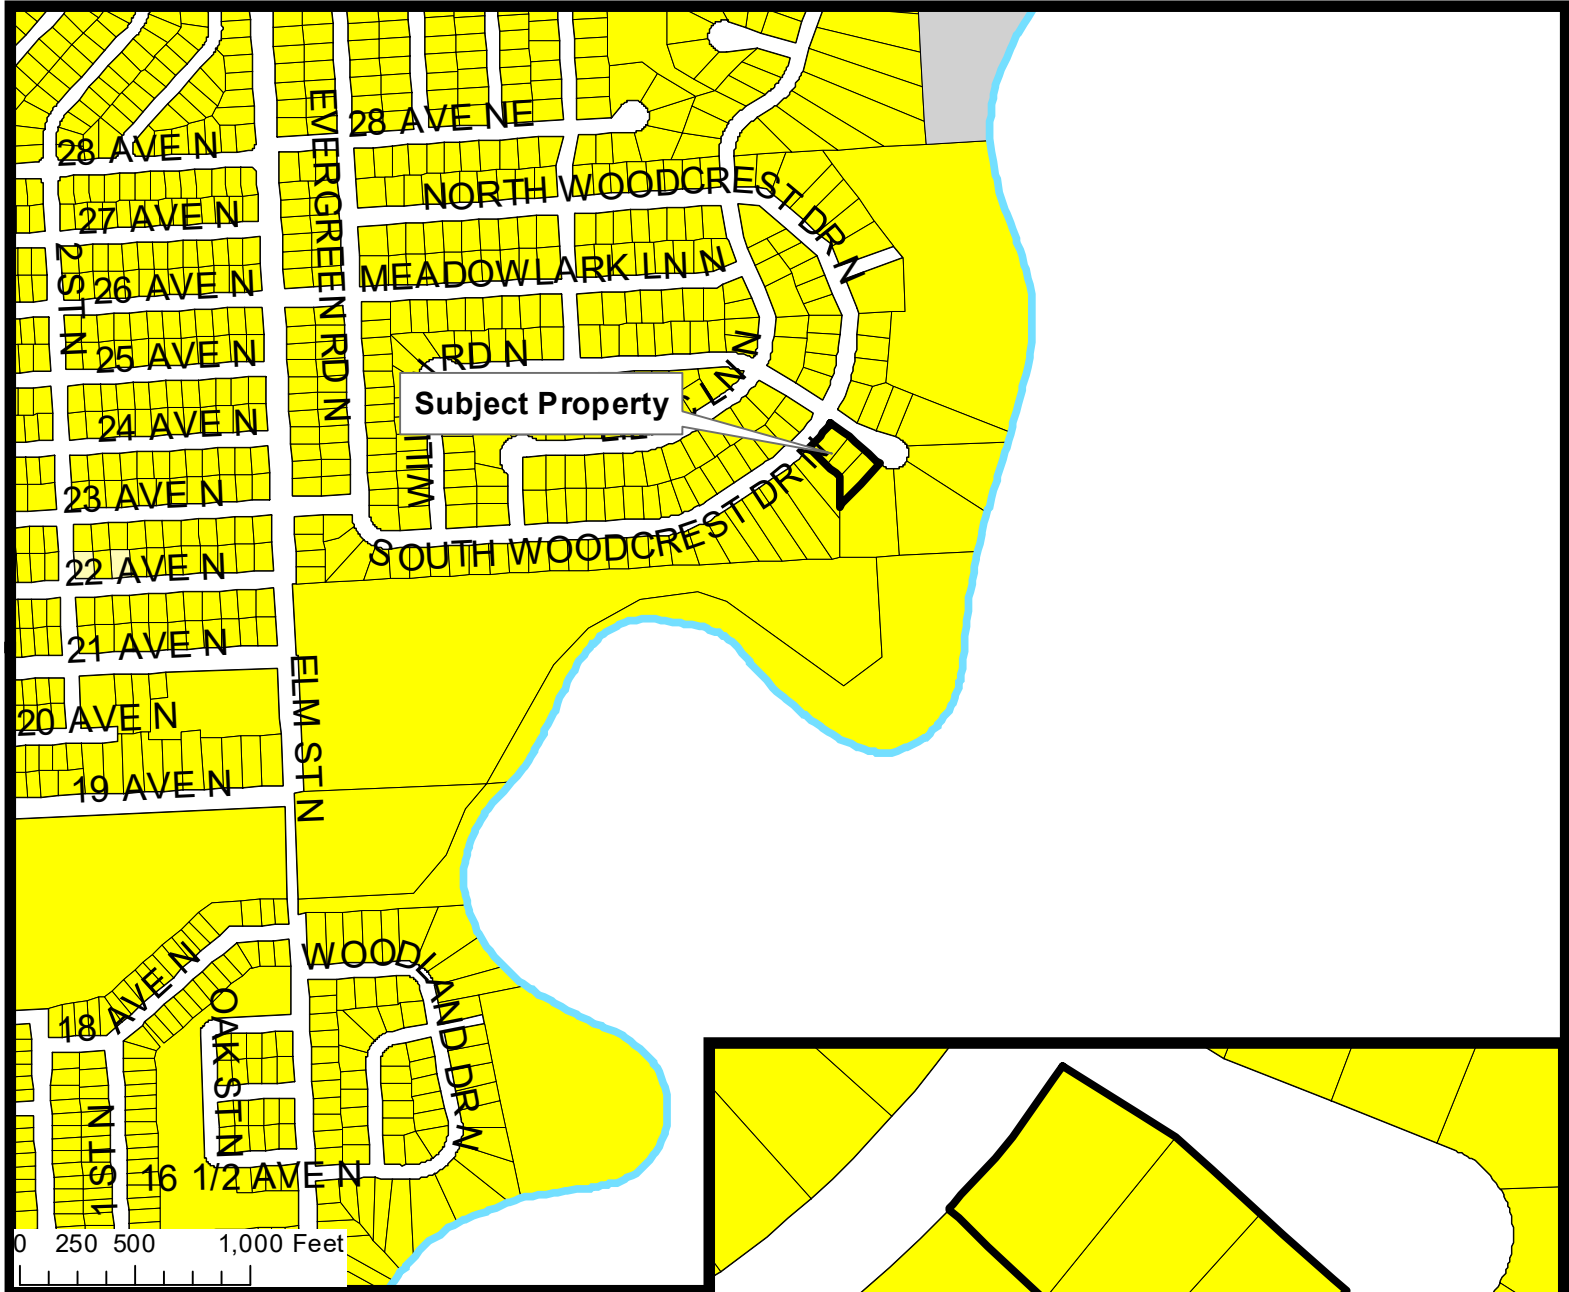 28 AVE NE
28 AVE N
EVERGREEN RD N
NORTH WOODCREST DR N
27 AVE N
2 ST N
MEADOWLARK LN N
26 AVE N
25 AVE N
RD N
LN N
Subject Property
24 AVE N
23 AVE N
SOUTH WOODCREST DR N
22 AVE N
21 AVE N
ELM ST N
20 AVE N
19 AVE N
WOODLAND DR N
18 AVE N
OAK ST N
1 ST N
16 1/2 AVE N
0 250 500 1,000 Feet